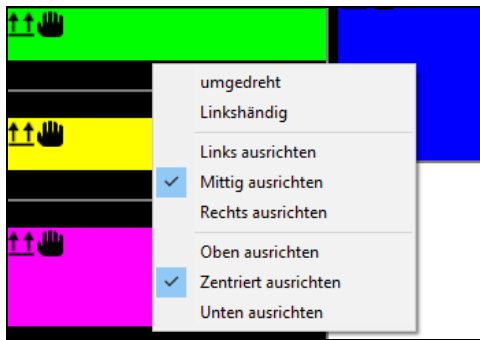 umgedreht
Linkshändig
Links ausrichten
Mittig ausrichten
Rechts ausrichten
Oben ausrichten
Zentriert ausrichten
Unten ausrichten